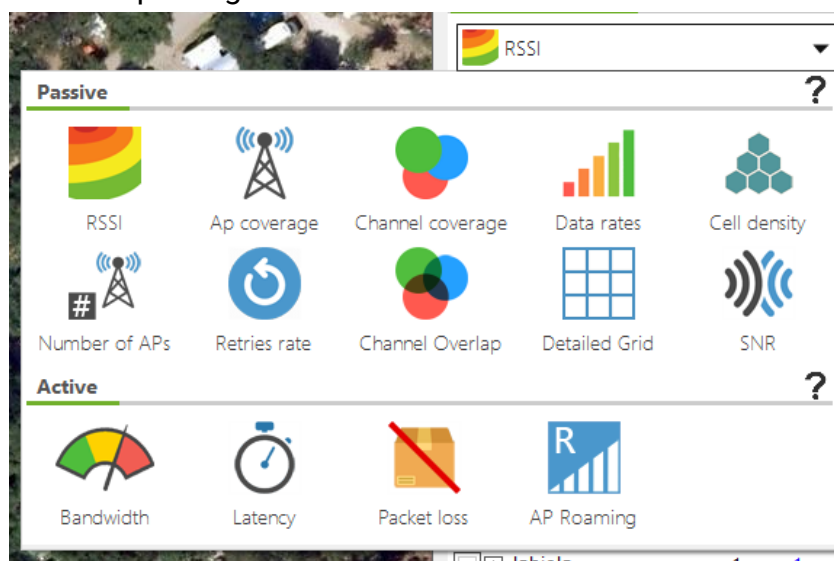 RSSI
Passive
?
RSSI
Ap coverage
Channel coverage
Data rates
Cell density
#
Number of APs
Retries rate
Channel Overlap
Detailed Grid
SNR
Active
?
R
Bandwidth
Latency
Packet loss
AP Roaming